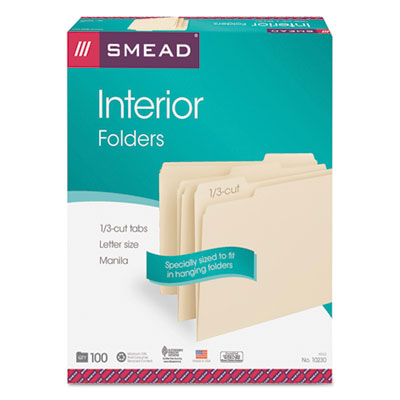 SMEAD
Interior
Folders
1/3-cut
1/3-cut tabs
Letter size
Manila
Specially sized to fit
in hanging folders
100
No. 10230